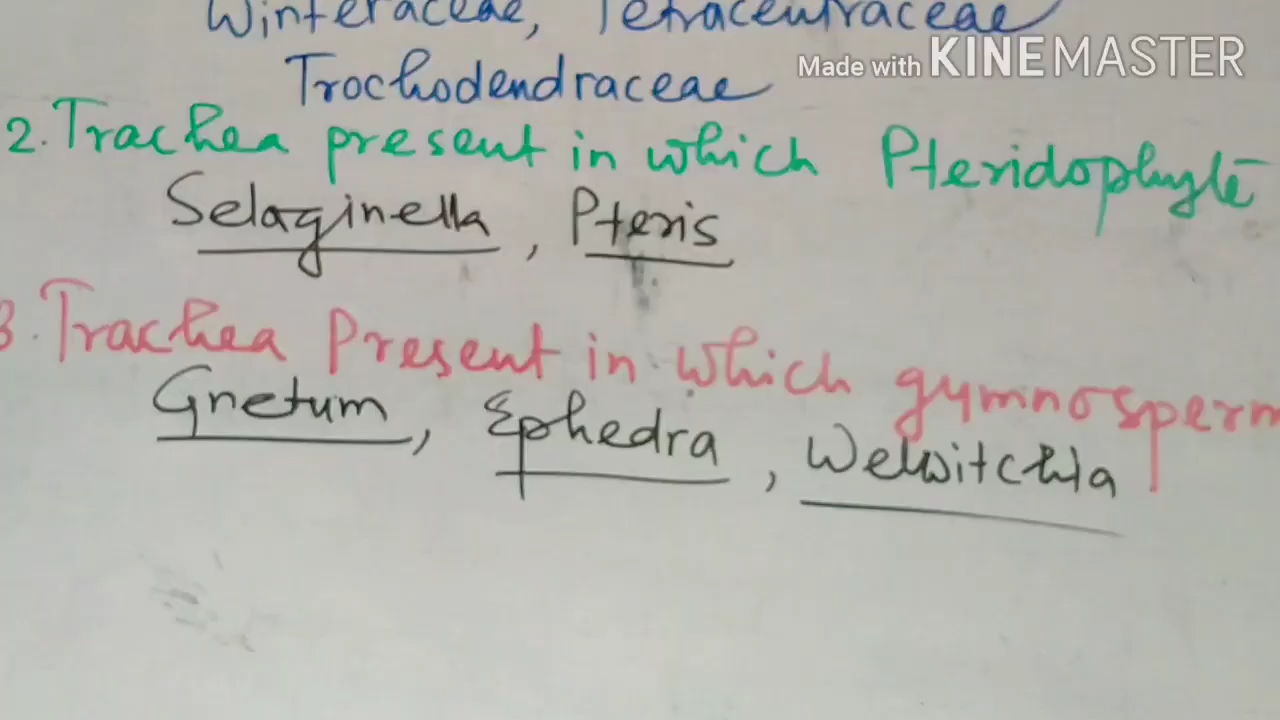 Winteraceae, Tetracentraceae
Trochodendraceae
Made with KINEMASTER
2. Trachea present in which Pteridophyte
Selaginella, Pteris
3. Trachea Present in which gymnosperm
Gnetum, Ephedra, Welwitchia